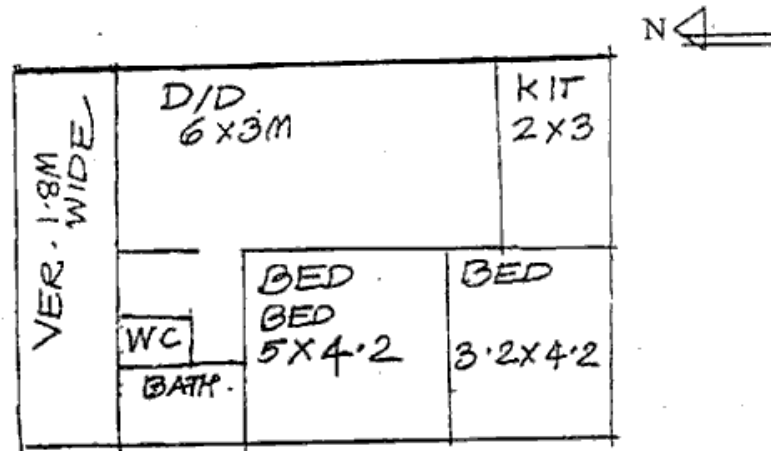 N
D/D.
6 X 3M
KIT
2 X 3
VER. 1.8M
WIDE
BED
BED
5 X 4.2
BED
3.2 X 4.2
WC
BATH.